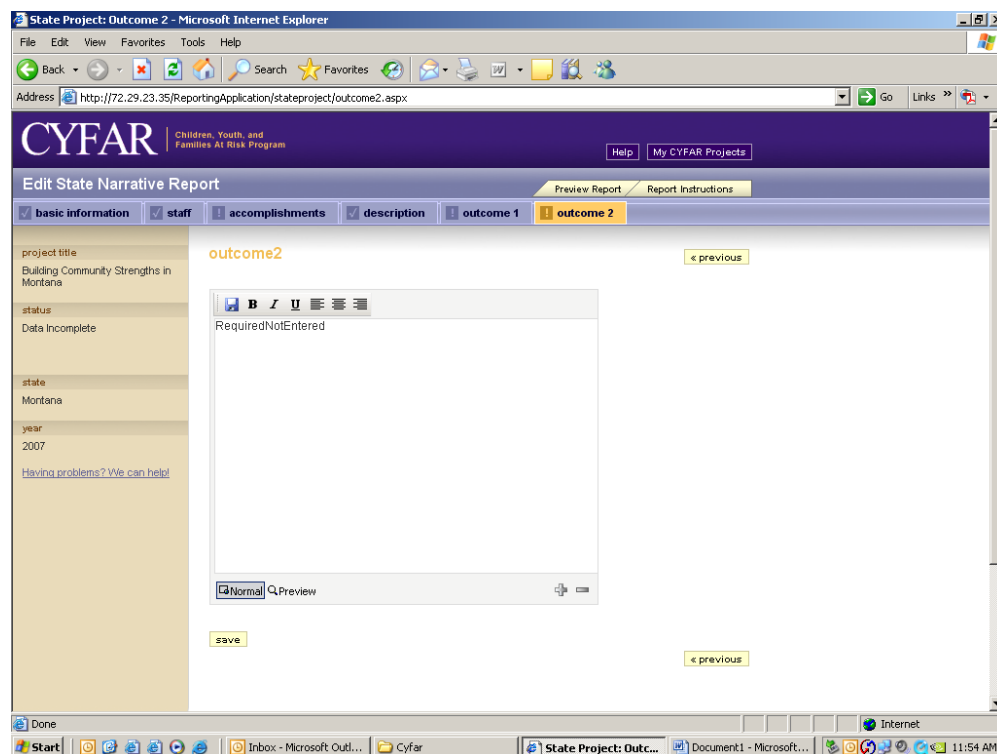 State Project: Outcome 2 - Microsoft Internet Explorer
File Edit View Favorites Tools Help
Back Search Favorites
Address http://72.29.23.35/ReportingApplication/stateproject/outcome2.aspx Go Links »
CYFAR Children, Youth, and
Families At Risk Program
Help My CYFAR Projects
Edit State Narrative Report Preview Report Report Instructions
basic information staff ! accomplishments description ! outcome 1 ! outcome 2
project title
Building Community Strengths in
Montana
status
Data Incomplete
state
Montana
year
2007
Having problems? We can help!
outcome2
« previous
B I U
RequiredNotEntered
Normal Preview
save
« previous
Done Internet
Start Inbox - Microsoft Outl... Cyfar State Project: Outc... Document1 - Microsoft... 11:54 AM